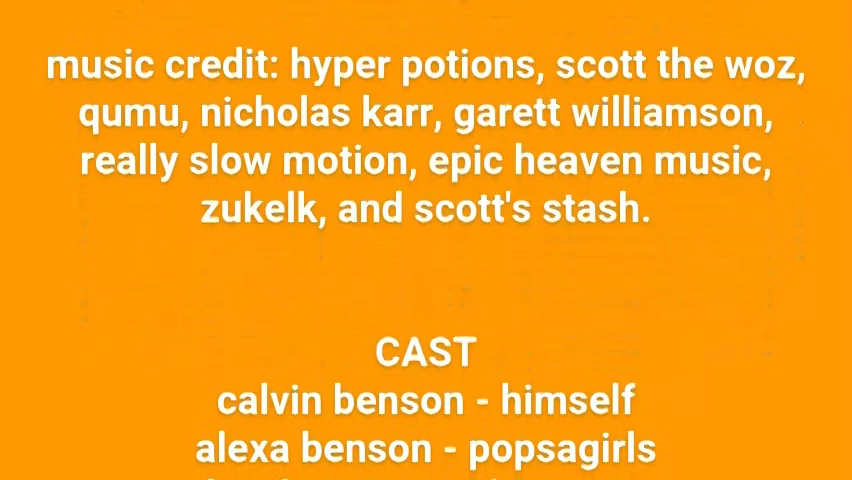 music credit: hyper potions, scott the woz,
qumu, nicholas karr, garett williamson,
really slow motion, epic heaven music,
zukelk, and scott's stash.
CAST
calvin benson - himself
alexa benson - popsagirls